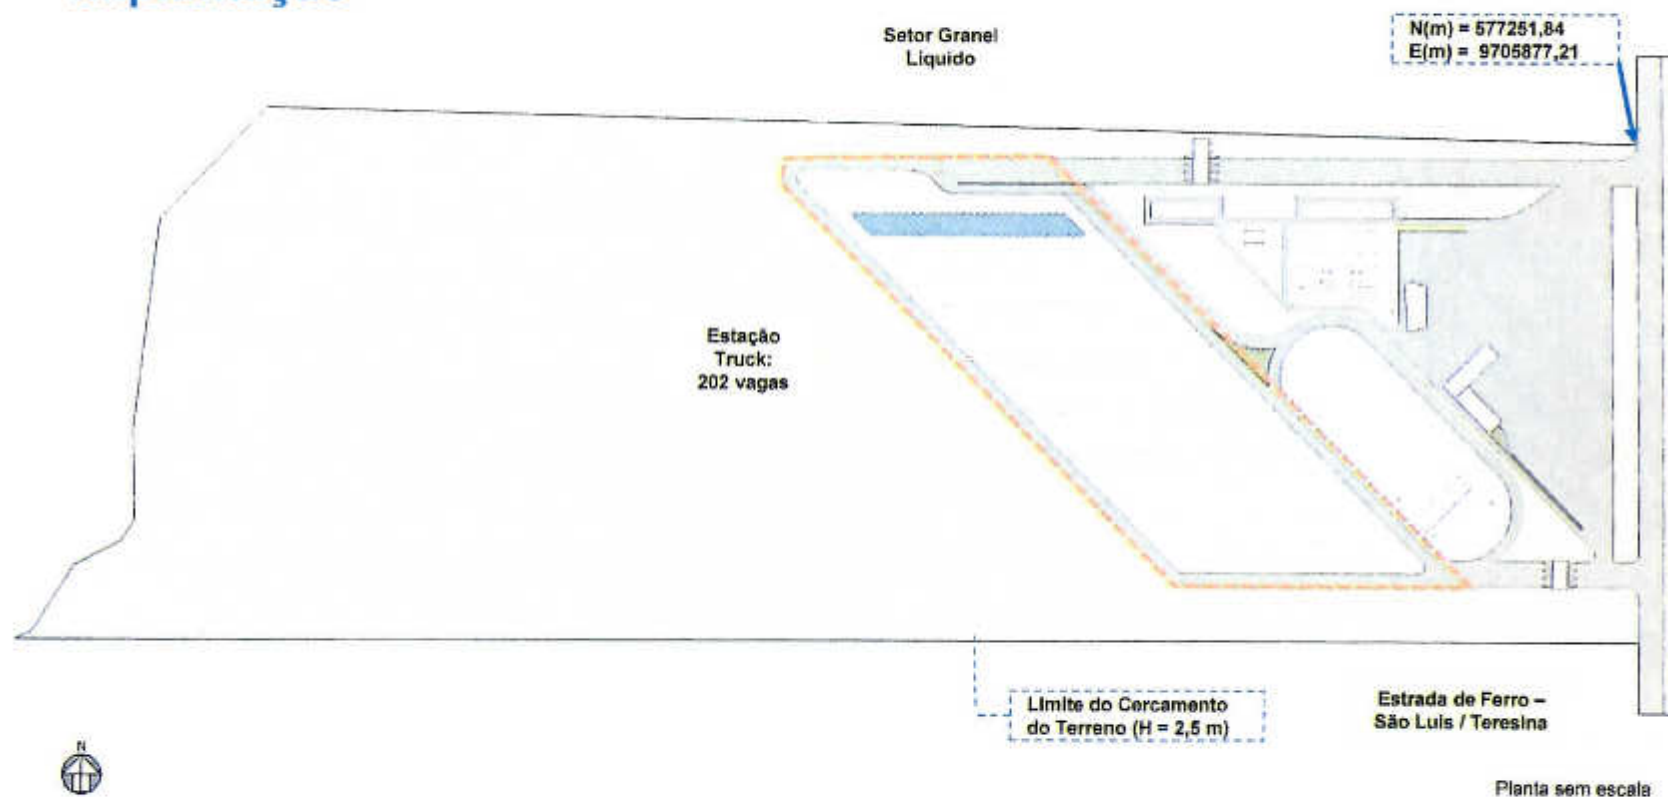 Setor Granel
Líquido
N(m) = 577251,84
E(m) = 9705877,21
Estação
Truck:
202 vagas
Limite do Cercamento
do Terreno (H = 2,5 m)
Estrada de Ferro –
São Luis / Teresina
N
Planta sem escala